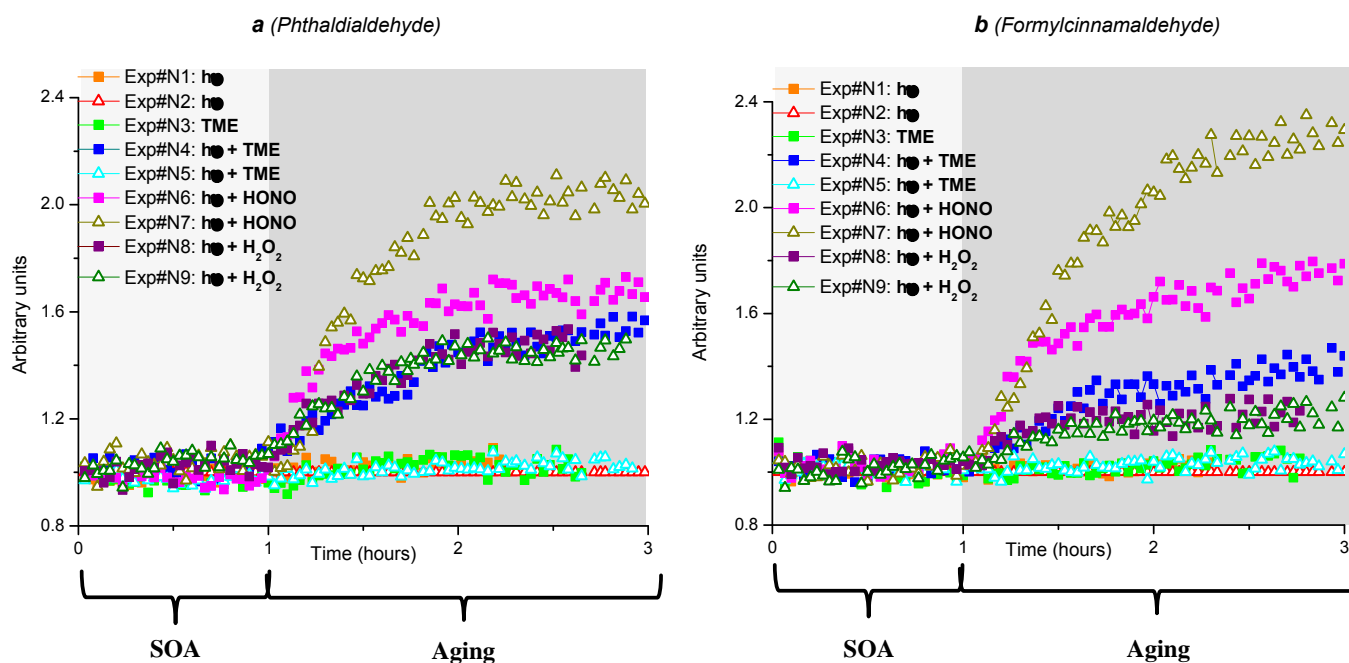 a (Phthaldialdehyde)
Exp#N1: h●
Exp#N2: h●
Exp#N3: TME
Exp#N4: h● + TME
Exp#N5: h● + TME
Exp#N6: h● + HONO
Exp#N7: h● + HONO
Exp#N8: h● + H₂O₂
Exp#N9: h● + H₂O₂
2.4
2.0
1.6
1.2
0.8
Arbitrary units
0
1
2
3
Time (hours)
SOA
Aging
b (Formylcinnamaldehyde)
Exp#N1: h●
Exp#N2: h●
Exp#N3: TME
Exp#N4: h● + TME
Exp#N5: h● + TME
Exp#N6: h● + HONO
Exp#N7: h● + HONO
Exp#N8: h● + H₂O₂
Exp#N9: h● + H₂O₂
2.4
2.0
1.6
1.2
0.8
Arbitrary units
0
1
2
3
Time (hours)
SOA
Aging